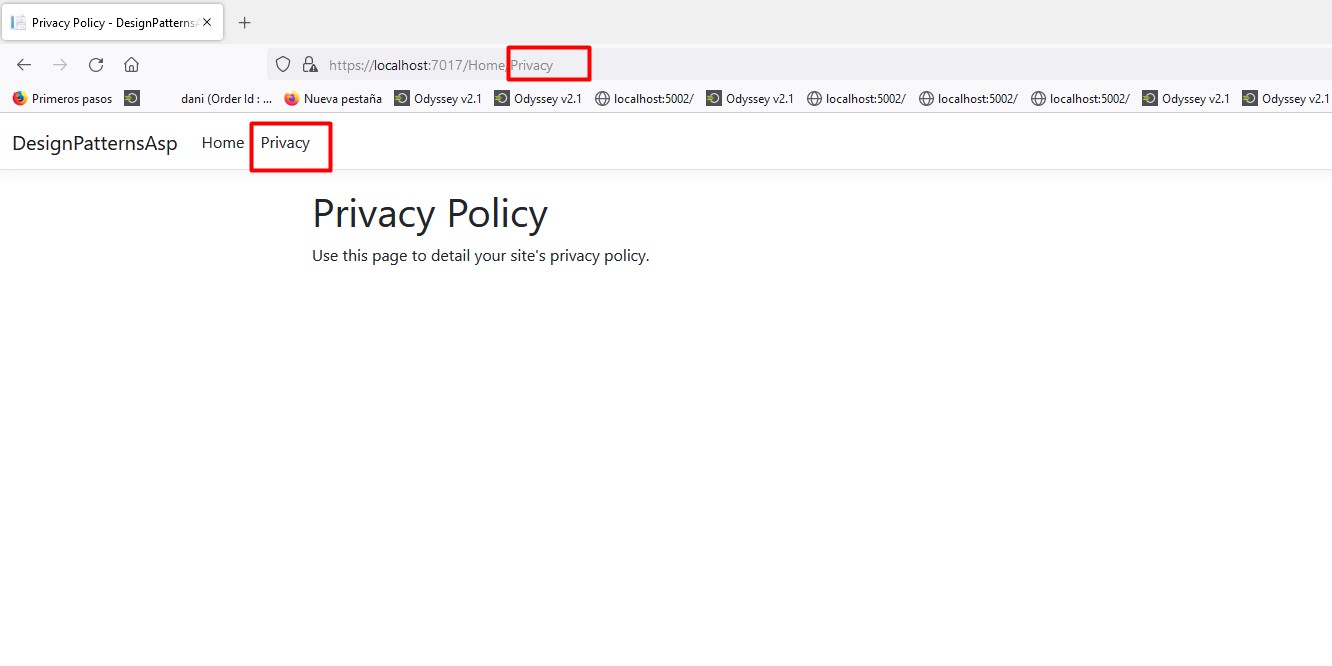 Privacy Policy - DesignPatterns
https://localhost:7017/Home/Privacy
Primeros pasos dani (Order Id : ... Nueva pestaña Odyssey v2.1 Odyssey v2.1 localhost:5002/ Odyssey v2.1 localhost:5002/ localhost:5002/ localhost:5002/ Odyssey v2.1 Odyssey v2.1
DesignPatternsAsp Home Privacy
Privacy Policy
Use this page to detail your site's privacy policy.